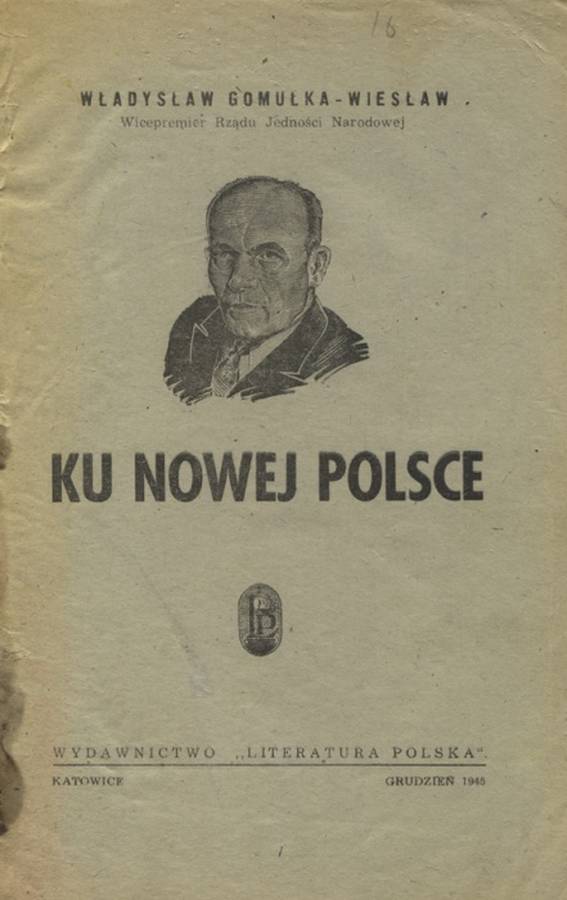 16
WŁADYSŁAW GOMUŁKA-WIESŁAW.
Wicepremier Rządu Jedności Narodowej
KU NOWEJ POLSCE
WYDAWNICTWO „LITERATURA POLSKA".
KATOWICE GRUDZIEŃ 1945